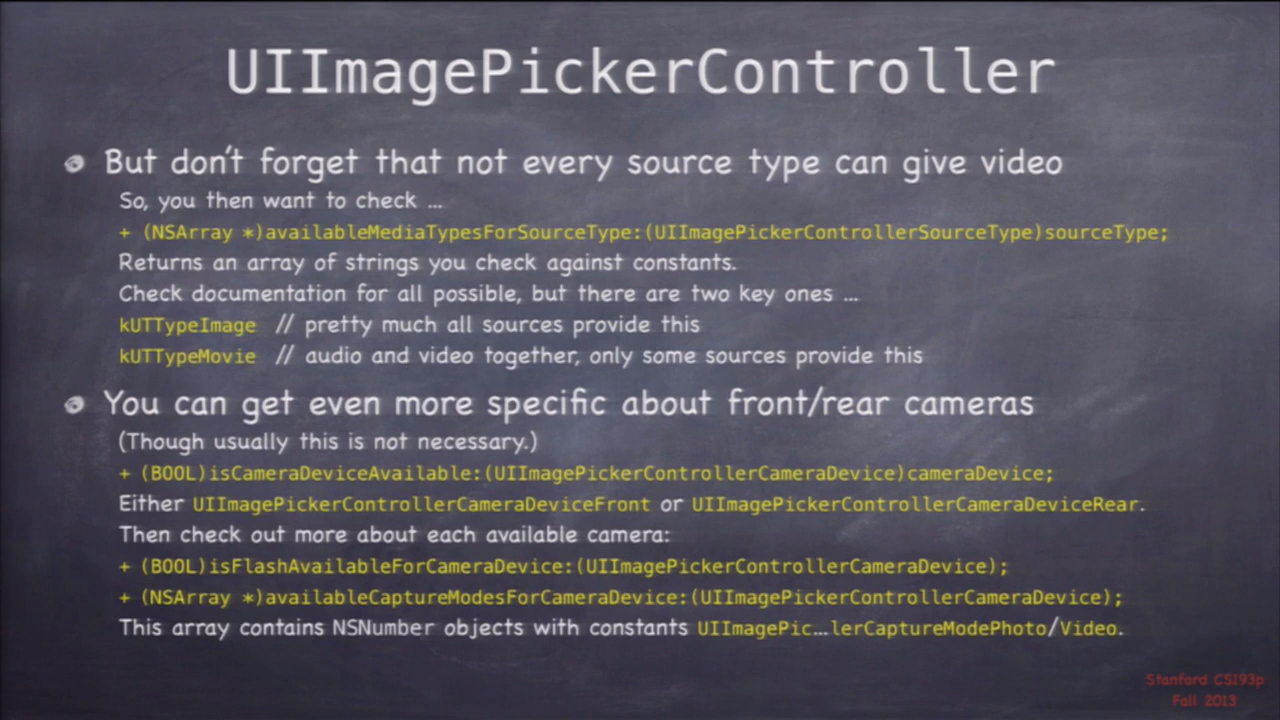 UIImagePickerController
But don't forget that not every source type can give video
So, you then want to check ...
+ (NSArray *)availableMediaTypesForSourceType:(UIImagePickerControllerSourceType)sourceType;
Returns an array of strings you check against constants.
Check documentation for all possible, but there are two key ones ...
kUTTypeImage // pretty much all sources provide this
kUTTypeMovie // audio and video together, only some sources provide this
You can get even more specific about front/rear cameras
(Though usually this is not necessary.)
+ (BOOL)isCameraDeviceAvailable:(UIImagePickerControllerCameraDevice)cameraDevice;
Either UIImagePickerControllerCameraDeviceFront or UIImagePickerControllerCameraDeviceRear.
Then check out more about each available camera:
+ (BOOL)isFlashAvailableForCameraDevice:(UIImagePickerControllerCameraDevice);
+ (NSArray *)availableCaptureModesForCameraDevice:(UIImagePickerControllerCameraDevice);
This array contains NSNumber objects with constants UIImagePic...lerCaptureModePhoto/Video.
Stanford CS193p
Fall 2013